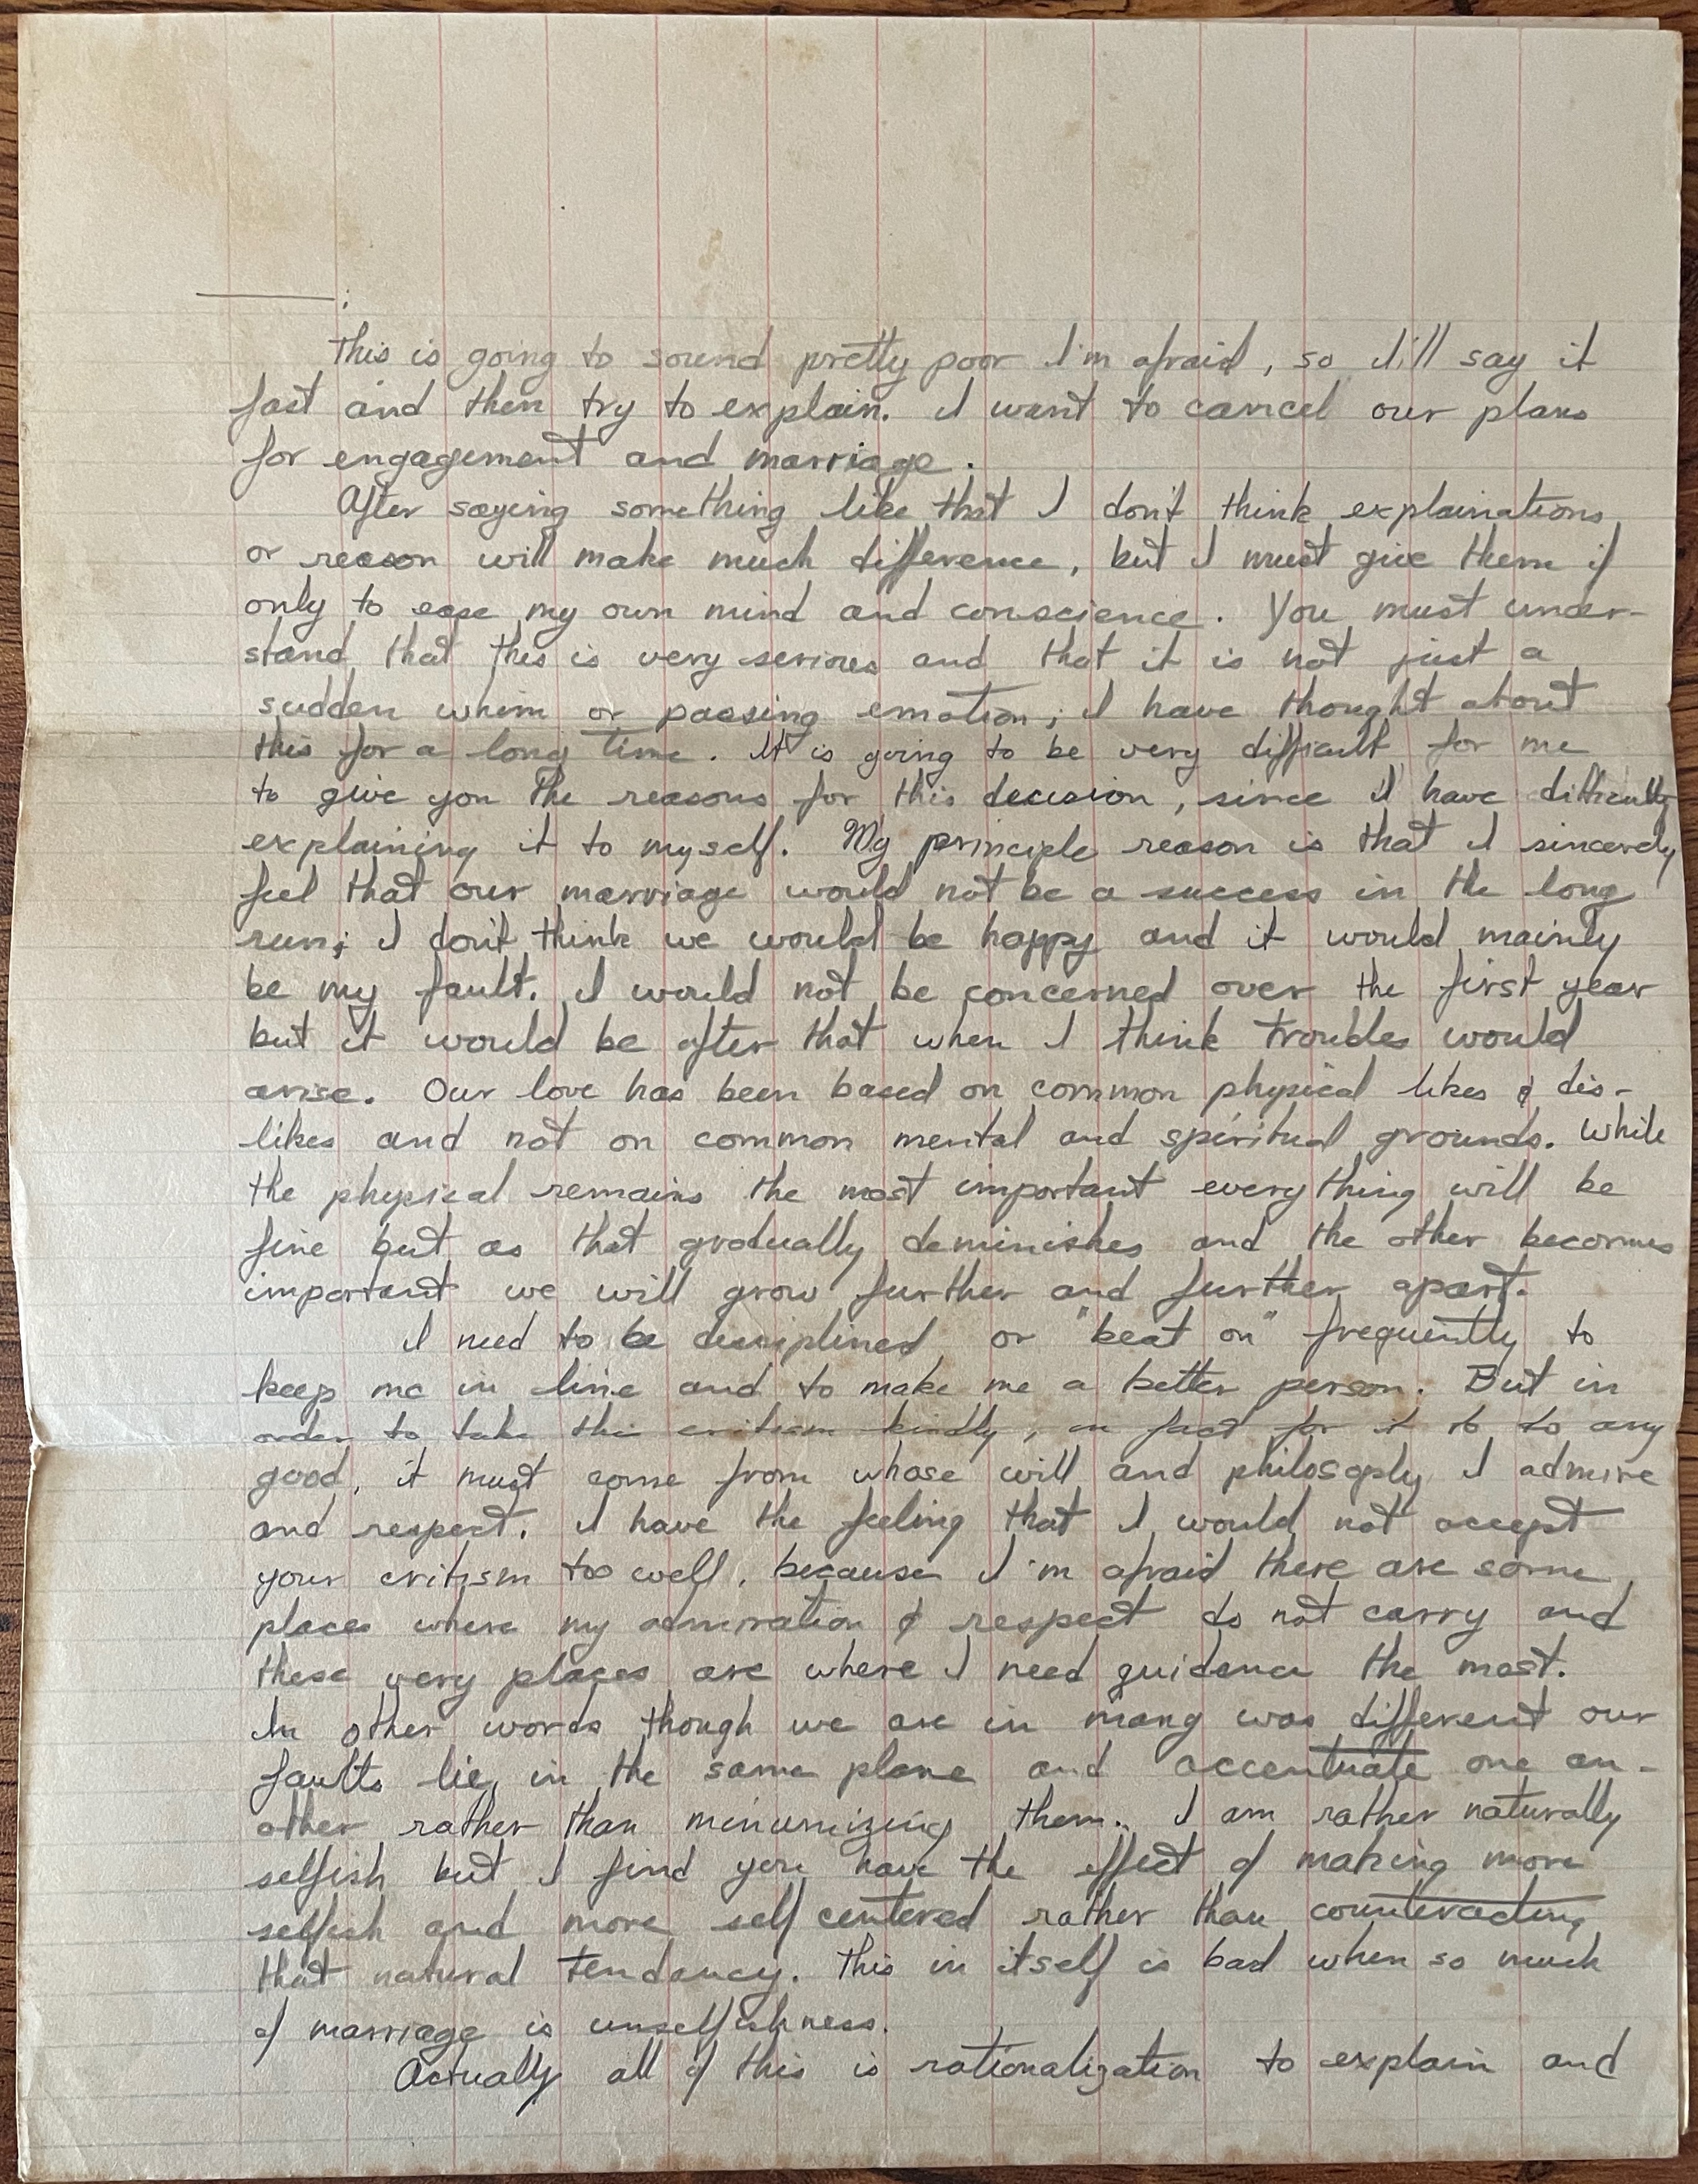 ———;
This is going to sound pretty poor I'm afraid, so I'll say it
fast and then try to explain. I want to cancel our plans
for engagement and marriage.
After saying something like that I don't think explainations
or reason will make much difference, but I must give them if
only to ease my own mind and conscience. You must under-
stand that this is very serious and that it is not just a
sudden whim or passing emotion; I have thought about
this for a long time. It is going to be very difficult for me
to give you the reasons for this decision, since I have difficulty
explaining it to myself. My principle reason is that I sincerely
feel that our marriage would not be a success in the long
run; I don't think we would be happy and it would mainly
be my fault. I would not be concerned over the first year
but it would be after that when I think troubles would
arise. Our love has been based on common physical likes & dis-
likes and not on common mental and spiritual grounds. While
the physical remains the most important everything will be
fine but as that gradually deminishes and the other becomes
important we will grow further and further apart.
I need to be decriplined or "beat on" frequently to
keep me in line and to make me a better person. But in
order to take this critism kindly, in fact for it to do any
good, it must come from whose will and philosophy I admire
and respect. I have the feeling that I would not accept
your critism too well, because I'm afraid there are some
places where my admiration & respect do not carry and
these very places are where I need guidence the most.
In other words though we are in many was different our
faults lie in the same plane and accentuate one an-
other rather than minumizing them. I am rather naturally
selfish but I find you have the effect of making more
selfish and more self centered rather than counteracting
that natural tendency. This in itself is bad when so much
of marriage is unselfishness.
Actually all of this is rationalization to explain and